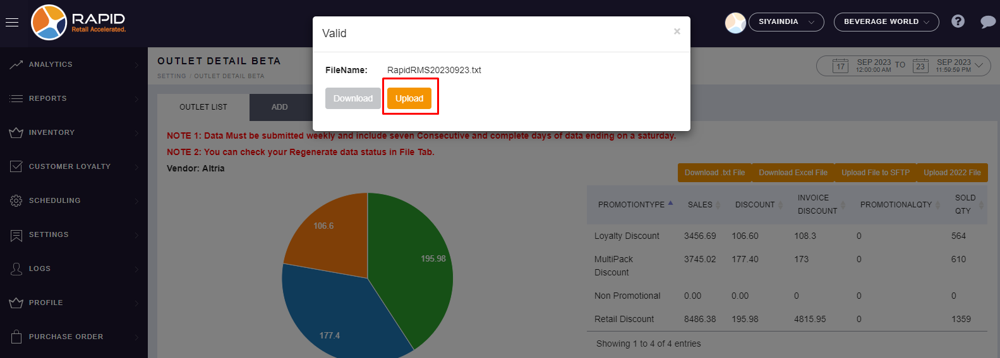 RAPID
Retail Accelerated.
SIYAINDIA
BEVERAGE WORLD
?
Valid
×
FileName: RapidRMS20230923.txt
Download
Upload
ANALYTICS
REPORTS
INVENTORY
CUSTOMER LOYALTY
SCHEDULING
SETTINGS
LOGS
PROFILE
PURCHASE ORDER
OUTLET DETAIL BETA
SETTING / OUTLET DETAIL BETA
17 SEP 2023 12:00:00 AM TO 23 SEP 2023 11:59:59 PM
OUTLET LIST
ADD
NOTE 1: Data Must be submitted weekly and include seven Consecutive and complete days of data ending on a saturday.
NOTE 2: You can check your Regenerate data status in File Tab.
Vendor: Altria
Download .txt File
Download Excel File
Upload File to SFTP
Upload 2022 File
106.6
195.98
177.4
PROMOTIONTYPE SALES DISCOUNT INVOICE DISCOUNT PROMOTIONALQTY SOLD QTY
Loyalty Discount 3456.69 106.60 108.3 0 564
MultiPack Discount 3745.02 177.40 173 0 610
Non Promotional 0.00 0.00 0 0 0
Retail Discount 8486.38 195.98 4815.95 0 1359
Showing 1 to 4 of 4 entries